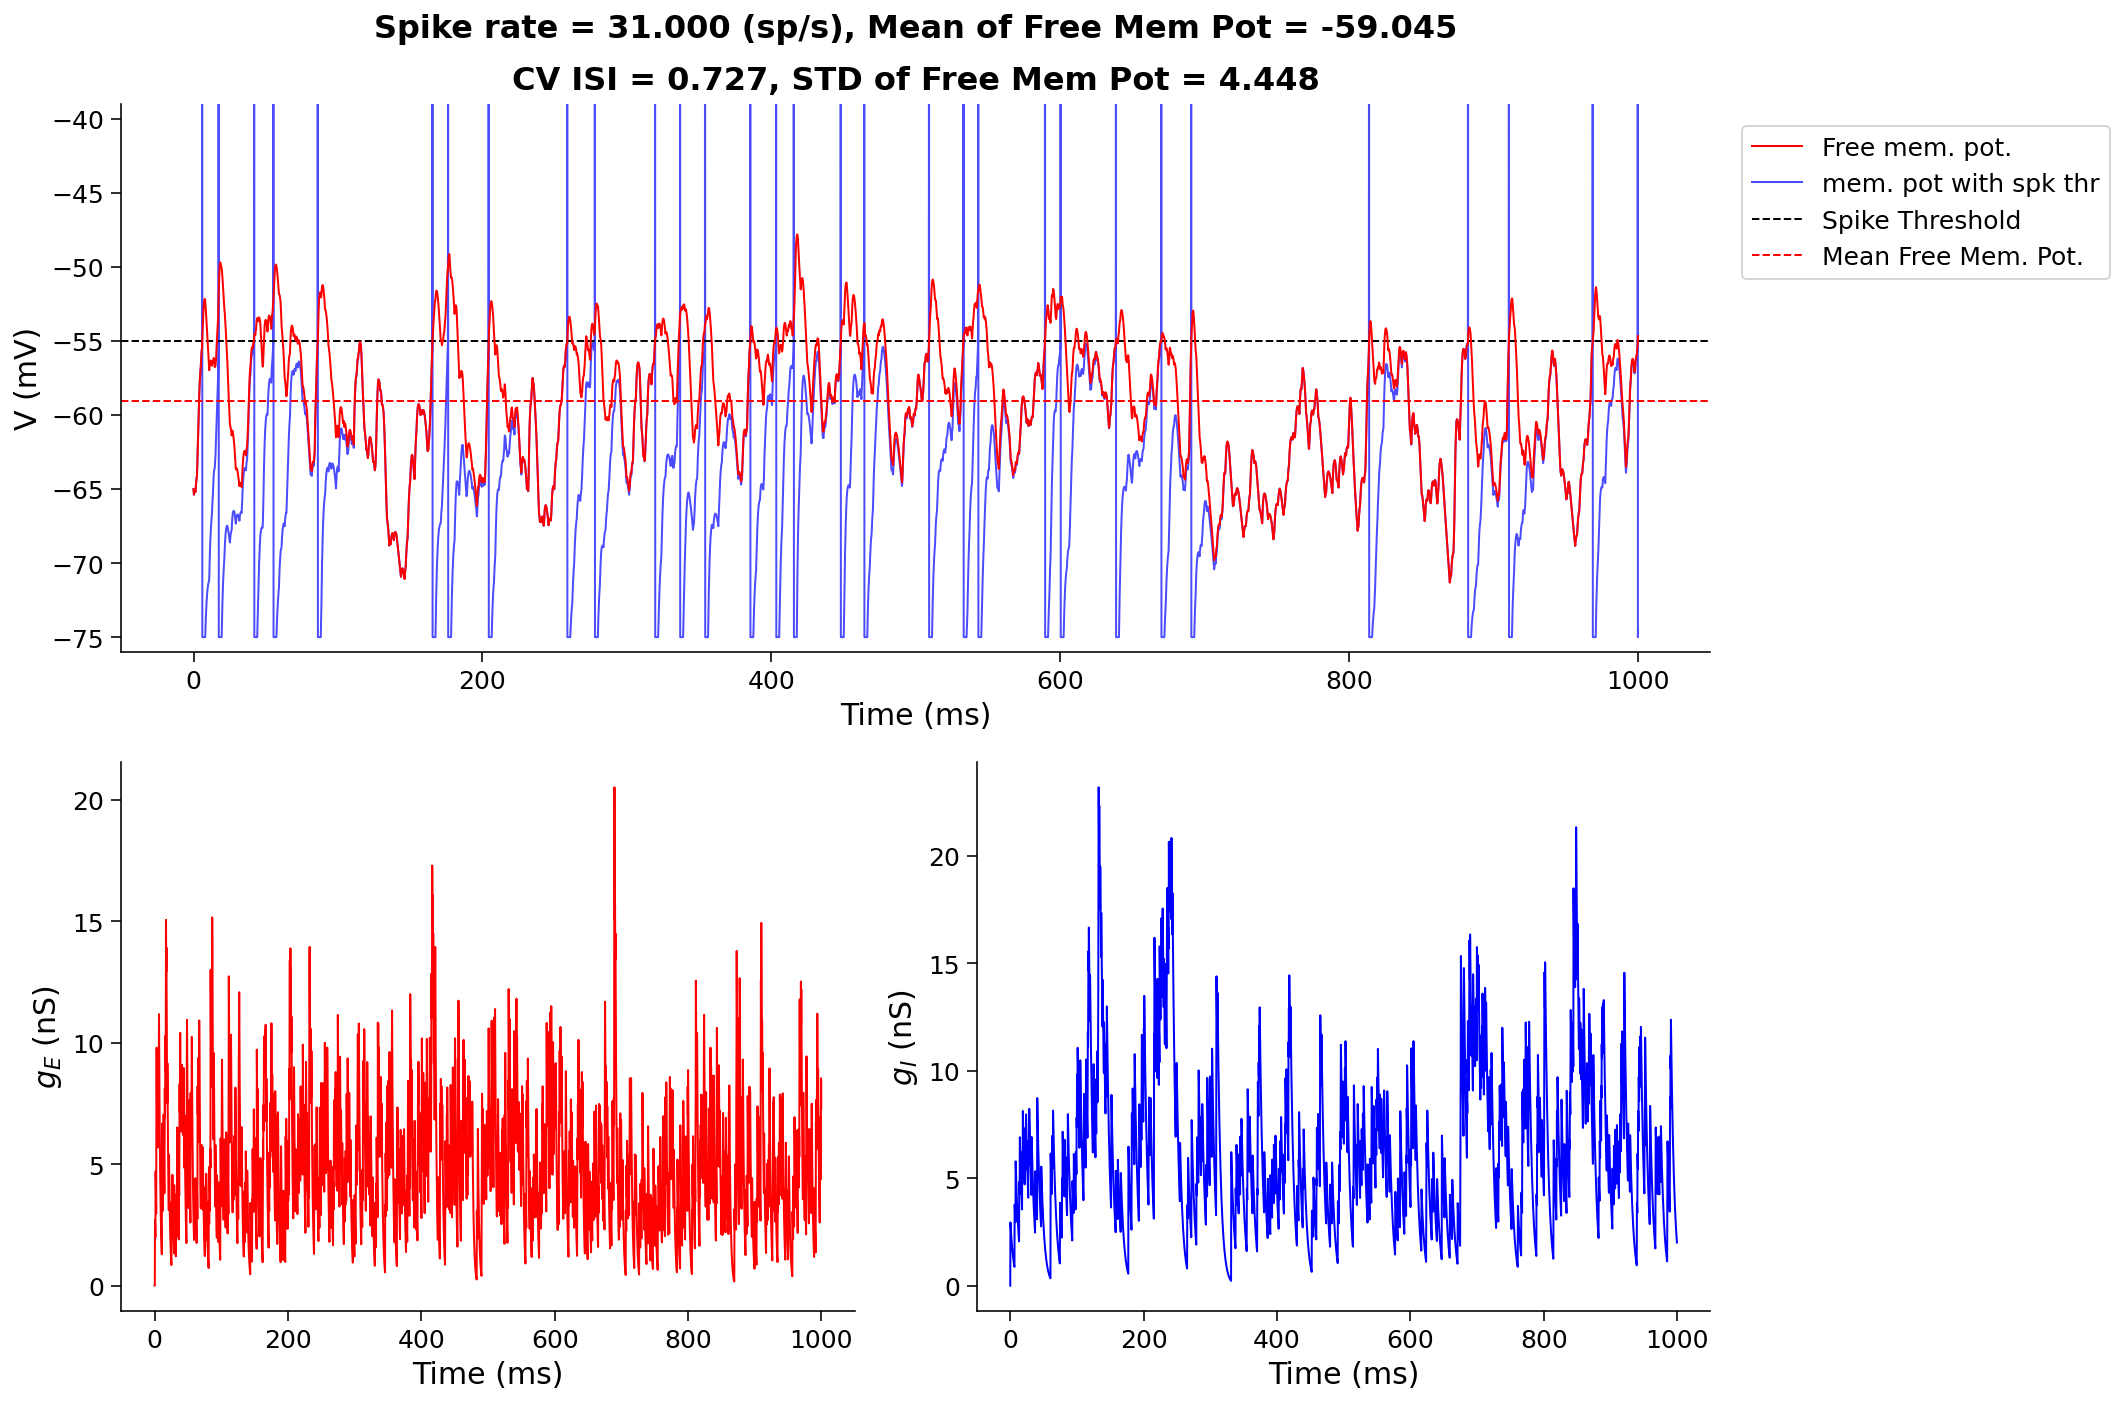 Spike rate = 31.000 (sp/s), Mean of Free Mem Pot = -59.045
CV ISI = 0.727, STD of Free Mem Pot = 4.448
−40
−45
−50
−55
−60
−65
−70
−75
V (mV)
0 200 400 600 800 1000
Time (ms)
Free mem. pot.
mem. pot with spk thr
Spike Threshold
Mean Free Mem. Pot.
20
15
10
5
0
g_E (nS)
0 200 400 600 800 1000
Time (ms)
20
15
10
5
0
g_I (nS)
0 200 400 600 800 1000
Time (ms)